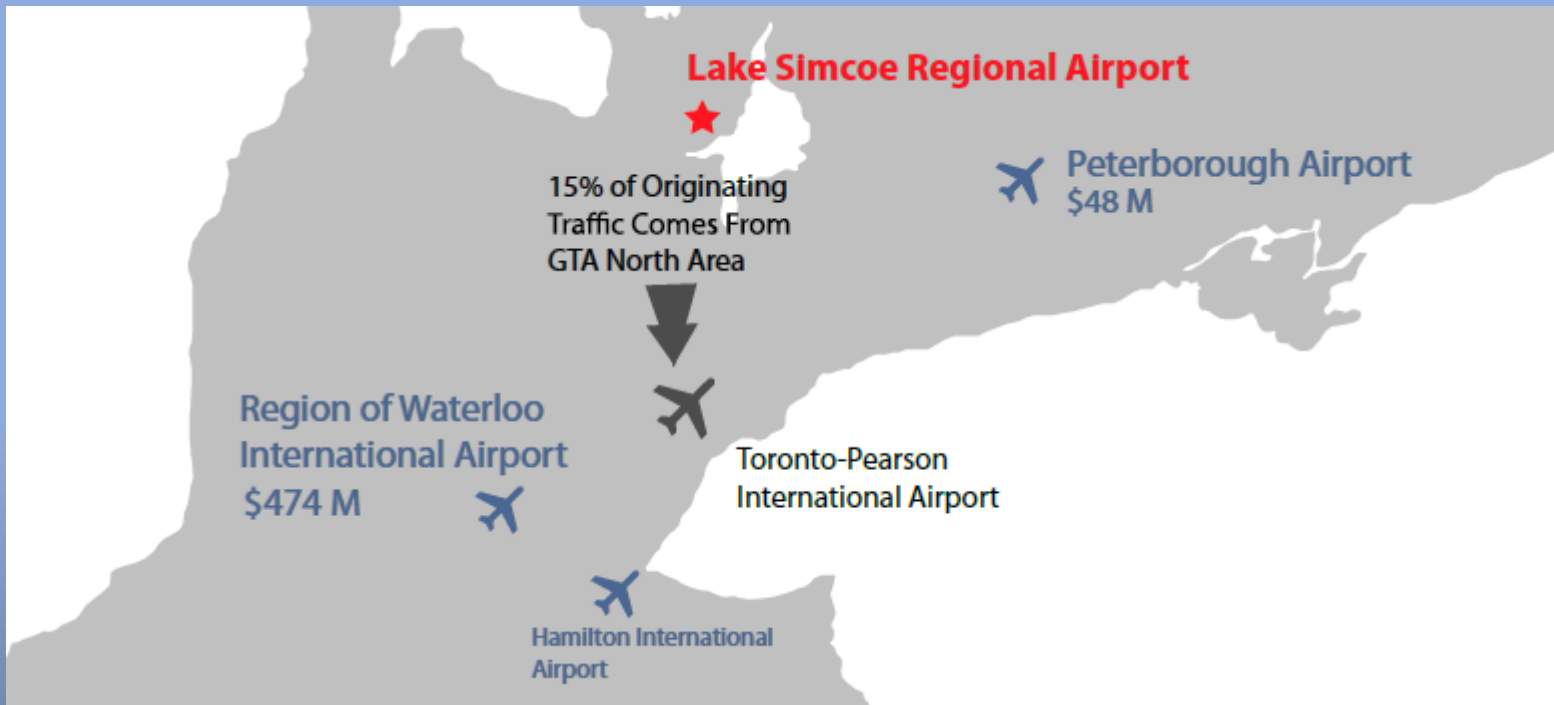 Lake Simcoe Regional Airport
Peterborough Airport
$48 M
15% of Originating
Traffic Comes From
GTA North Area
Region of Waterloo
International Airport
$474 M
Toronto-Pearson
International Airport
Hamilton International
Airport